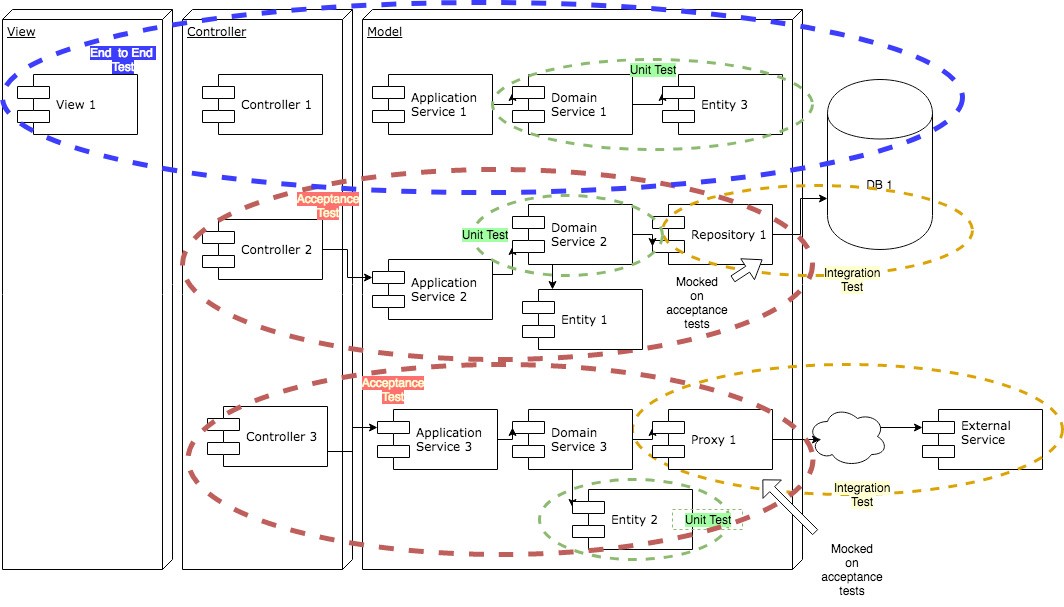 View
Controller
Model
End to End
Test
Unit Test
View 1
Controller 1
Application
Service 1
Domain
Service 1
Entity 3
DB 1
Acceptance
Test
Unit Test
Controller 2
Application
Service 2
Domain
Service 2
Repository 1
Entity 1
Mocked
on
acceptance
tests
Integration
Test
Acceptance
Test
Controller 3
Application
Service 3
Domain
Service 3
Proxy 1
External
Service
Integration
Test
Entity 2
Unit Test
Mocked
on
acceptance
tests